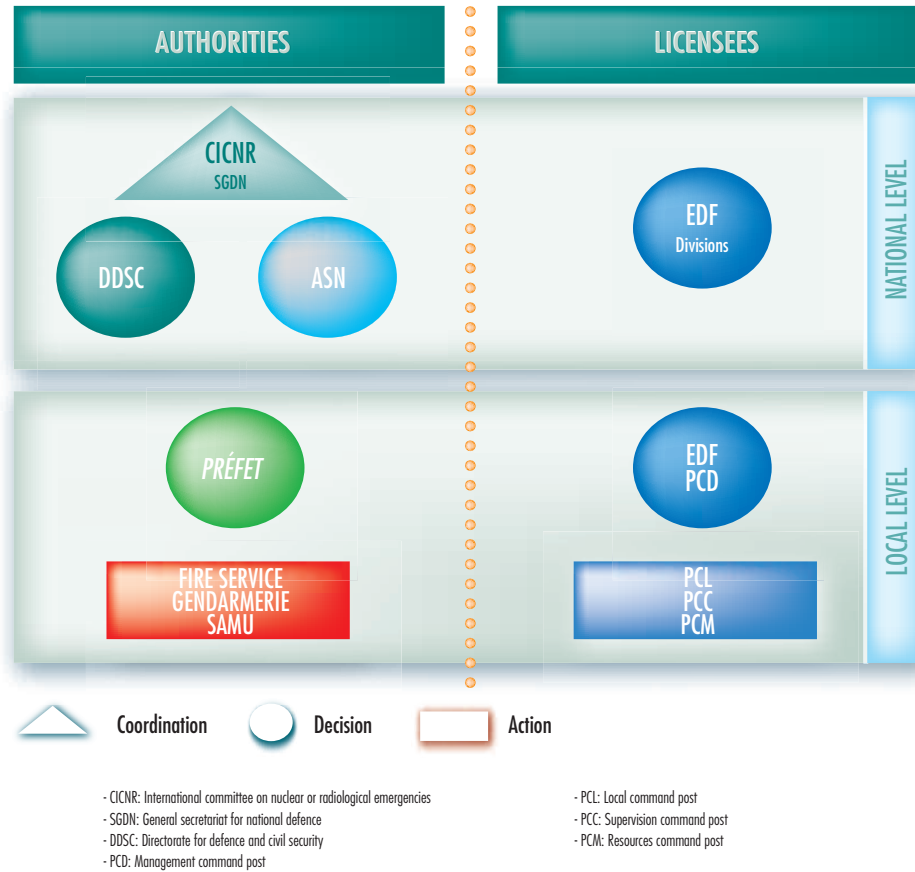 AUTHORITIES
LICENSEES
CICNR
SGDN
DDSC
ASN
EDF
Divisions
NATIONAL LEVEL
PRÉFET
EDF
PCD
FIRE SERVICE
GENDARMERIE
SAMU
PCL
PCC
PCM
LOCAL LEVEL
Coordination
Decision
Action
- CICNR: International committee on nuclear or radiological emergencies
- SGDN: General secretariat for national defence
- DDSC: Directorate for defence and civil security
- PCD: Management command post
- PCL: Local command post
- PCC: Supervision command post
- PCM: Resources command post